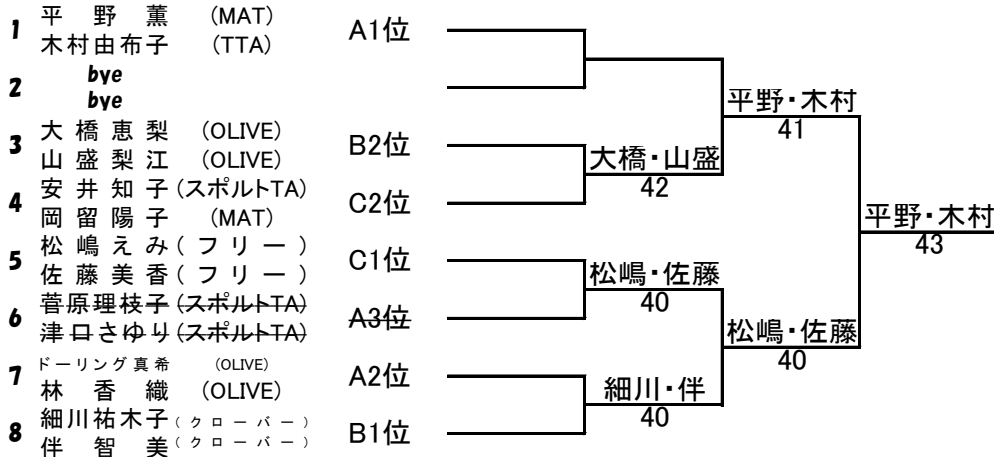 1 平野薫 (MAT) A1位
木村由布子 (TTA)
2 bye
bye
平野・木村
41
3 大橋恵梨 (OLIVE) B2位
山盛梨江 (OLIVE)
大橋・山盛
42
4 安井知子(スポルトTA) C2位
岡留陽子 (MAT)
平野・木村
43
5 松嶋えみ(フリー) C1位
佐藤美香(フリー)
松嶋・佐藤
40
6 菅原理枝子(スポルトTA) A3位
津口さゆり(スポルトTA)
松嶋・佐藤
40
7 ドーリング真希 (OLIVE) A2位
林香織 (OLIVE)
細川・伴
40
8 細川祐木子(クローバー) B1位
伴智美(クローバー)